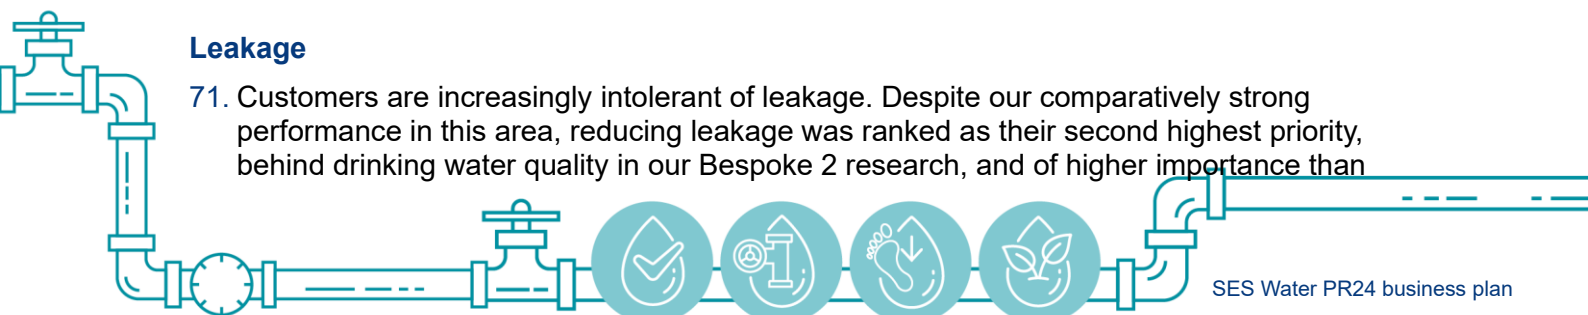 Leakage
71. Customers are increasingly intolerant of leakage. Despite our comparatively strong
performance in this area, reducing leakage was ranked as their second highest priority,
behind drinking water quality in our Bespoke 2 research, and of higher importance than
SES Water PR24 business plan